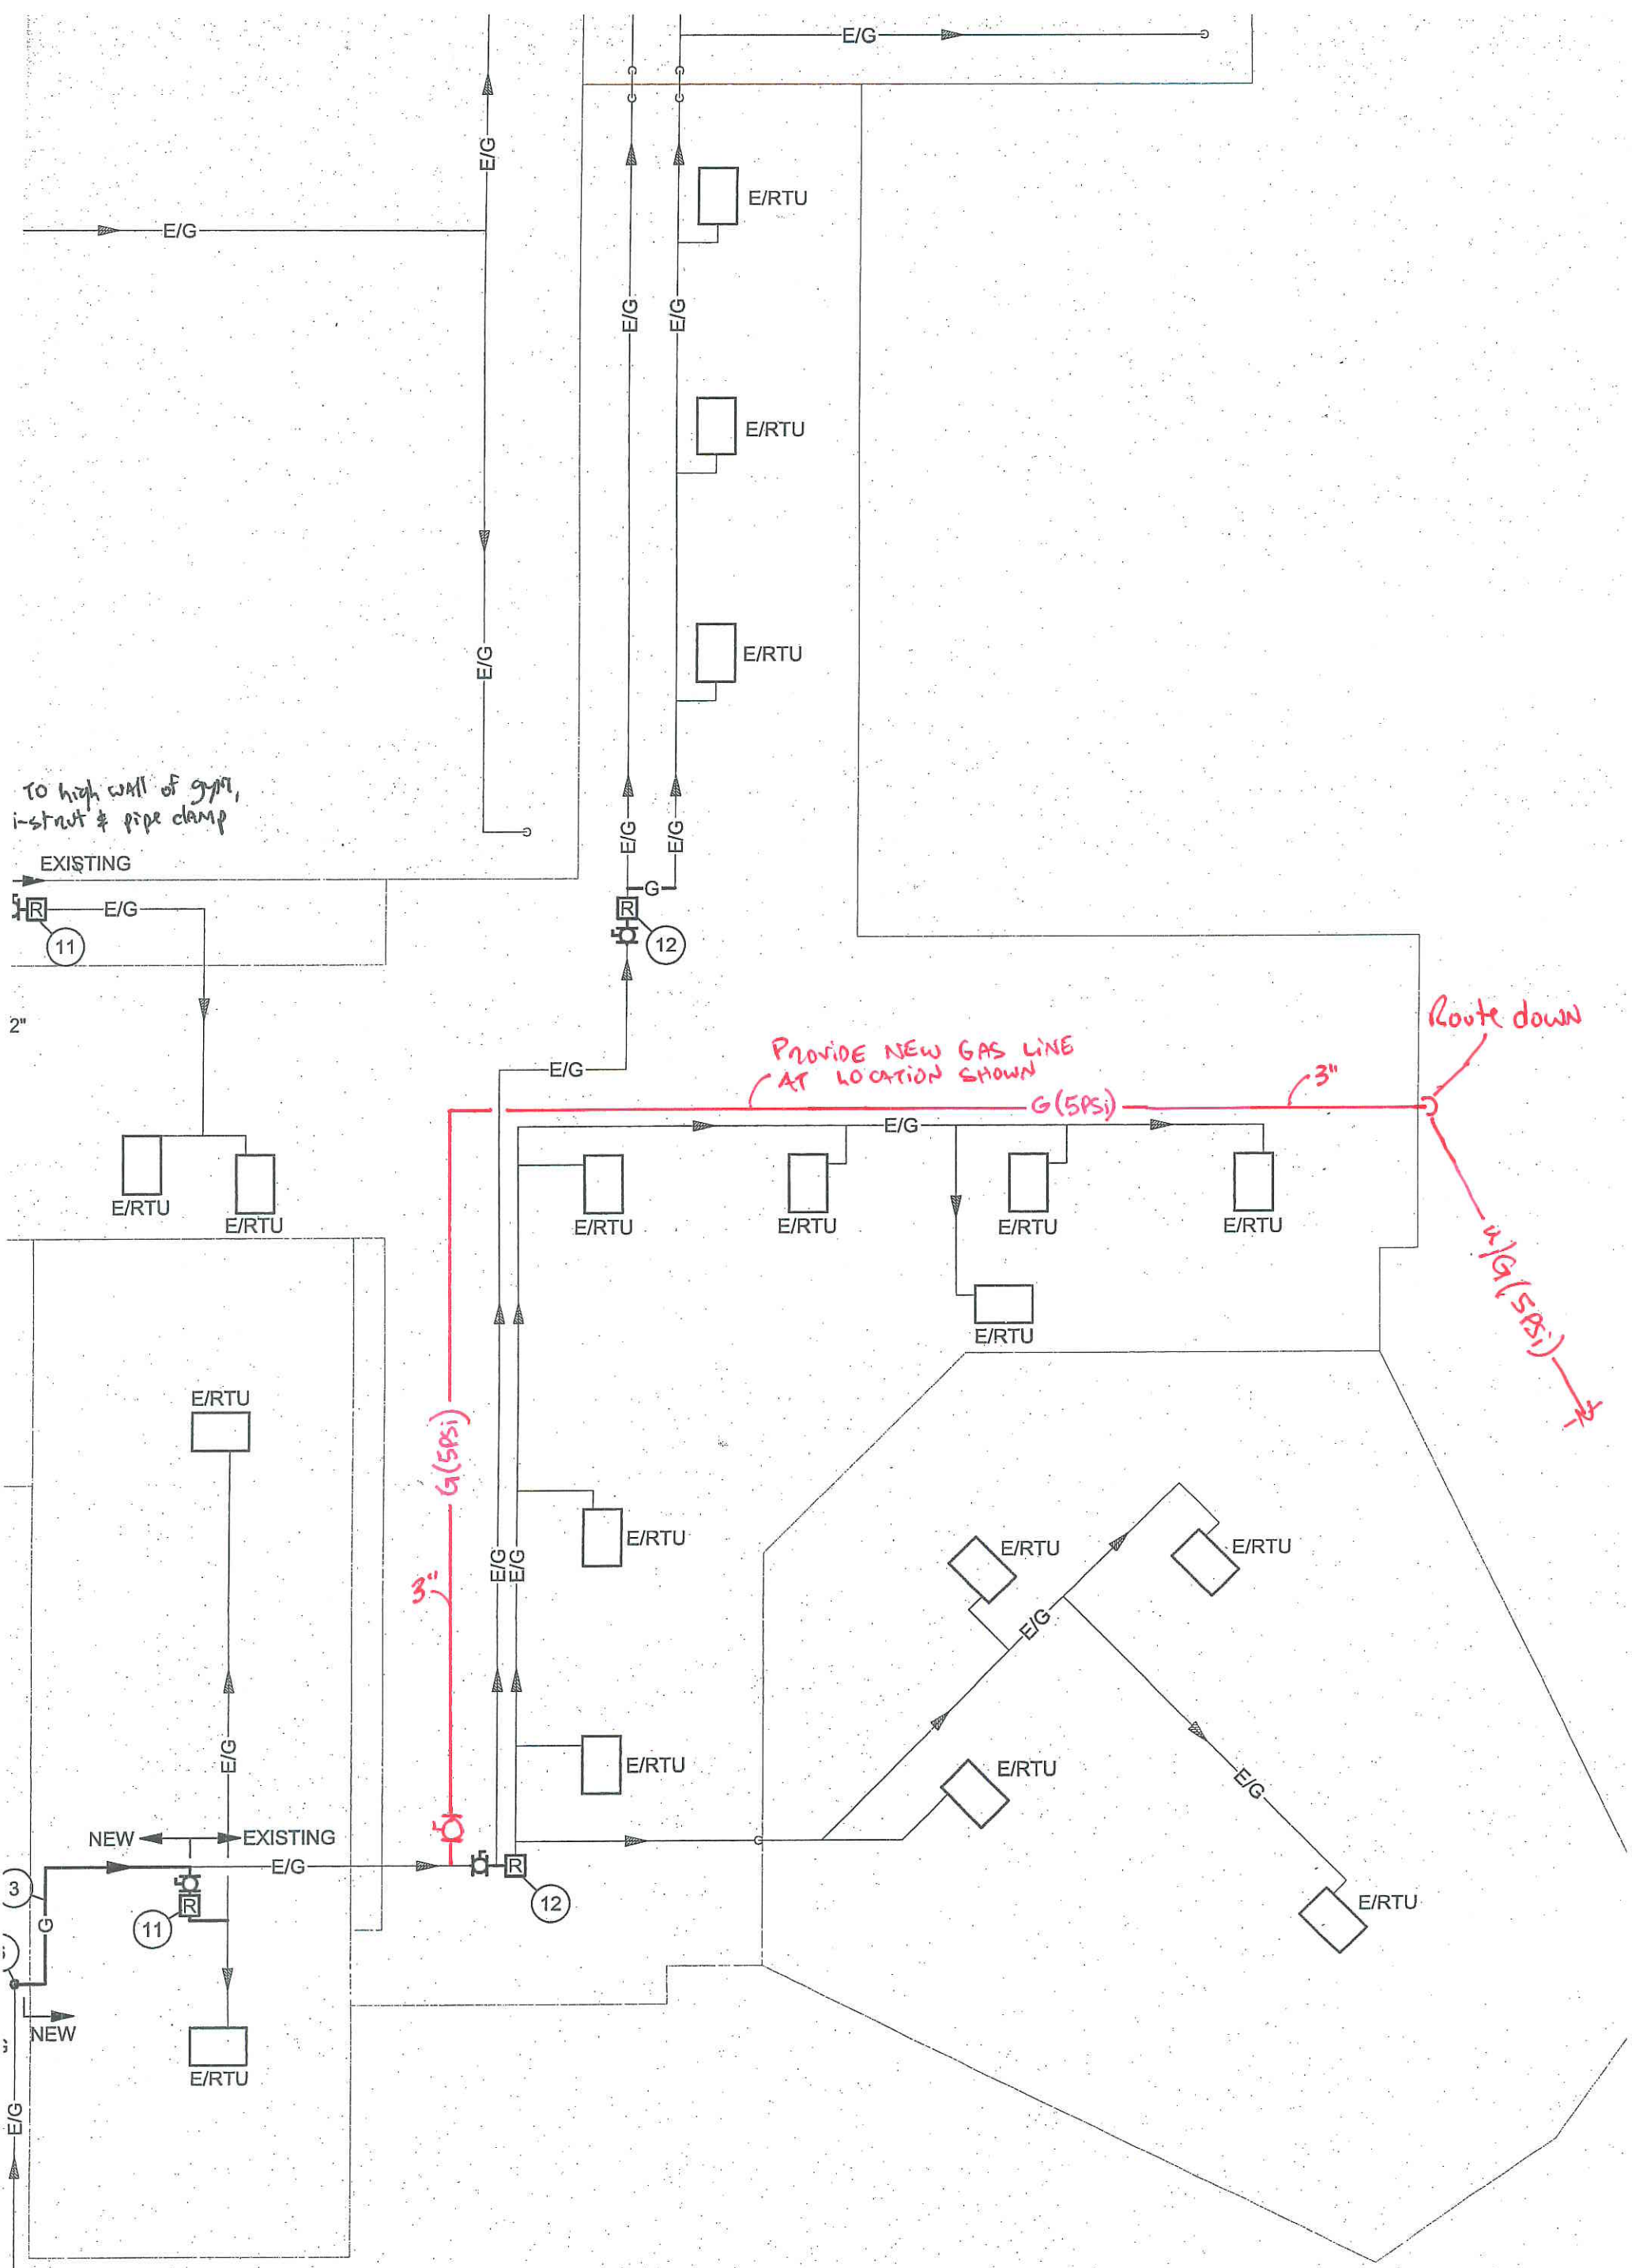 E/G
E/G
E/RTU
E/G
E/G
E/G
E/RTU
E/G
E/RTU
TO high wall of gym,
i-strut & pipe clamp
E/G
E/G
EXISTING
G
R
E/G
R
11
12
2"
Route down
PROVIDE NEW GAS LINE
AT LOCATION SHOWN
3"
E/G
G(5PSi)
E/G
E/RTU
E/RTU
E/RTU
E/RTU
E/RTU
E/RTU
w/G(5PSi)
E/RTU
E/RTU
G(5PSi)
E/RTU
E/RTU
E/RTU
E/G
E/G
3"
E/G
E/G
E/RTU
E/RTU
E/G
NEW
EXISTING
E/G
R
3
R
12
E/RTU
11
G
NEW
E/RTU
E/G